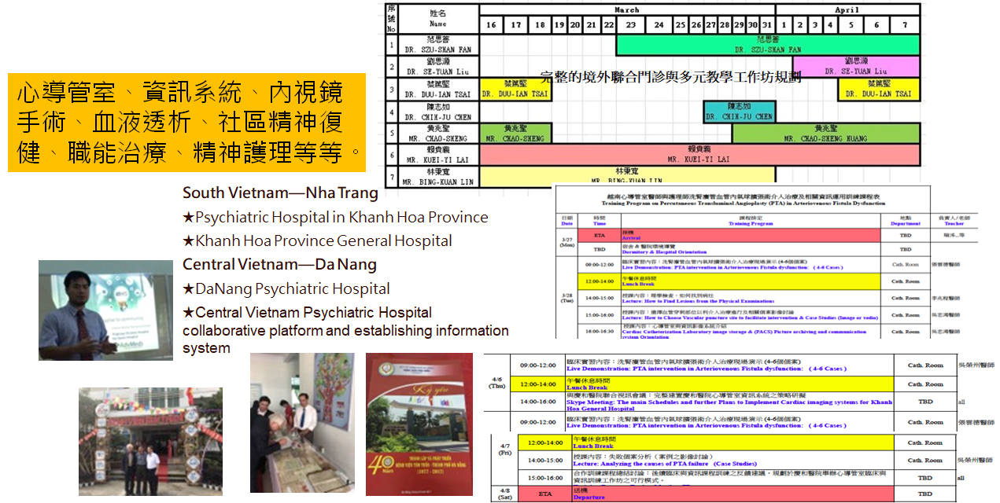 心導管室、資訊系統、內視鏡
手術、血液透析、社區精神復
健、職能治療、精神護理等等。
序號 No 姓名 Name March April
16 17 18 19 20 21 22 23 24 25 26 27 28 29 30 31 1 2 3 4 5 6 7
1 范思善 范思善
DR. SZU-SHAN FAN DR. SZU-SHAN FAN
2 劉思源 劉思源
DR. SE-YUAN Liu DR. SE-YUAN Liu
完整的境外聯合門診與多元教學工作坊規劃
3 蔡篤堅 蔡篤堅 蔡篤堅
DR. DUU-IAN TSAI DR. DUU-IAN TSAI DR. DUU-IAN TSAI
4 陳志如 陳志如
DR. CHIH-JU CHEN DR. CHIH-JU CHEN
5 黃兆聖 黃兆聖 黃兆聖
MR. CHAO-SHENG MR. CHAO-SHENG MR. CHAO-SHENG HUANG
6 賴貴義 賴貴義
MR. KUEI-YI LAI MR. KUEI-YI LAI
7 林秉寬 林秉寬
MR. BING-KUAN LIN MR. BING-KUAN LIN
South Vietnam—Nha Trang
★Psychiatric Hospital in Khanh Hoa Province
★Khanh Hoa Province General Hospital
Central Vietnam—Da Nang
★DaNang Psychiatric Hospital
★Central Vietnam Psychiatric Hospital
collaborative platform and establishing information
system
越南心導管室醫師與護理師洗腎廔管血管內氣球擴張術介入治療及相關資訊運用訓練課程表
Training Program on Percutaneous Transluminal Angioplasty (PTA) in Arteriovenous Fistula Dysfunction
日期 Date 時間 Time 課程排定 Training Program 地點 Department 負責人/老師 Teacher
3/27 (Mon) ETA 接機 Arrival TBD
TBD 宿舍 & 醫院環境導覽 Dormitory & Hospital Orientation TBD
3/28 (Tue)
09:00-12:00 臨床實習內容：洗腎廔管血管內氣球擴張術介入治療現場演示 (4-6個案) Cath. Room 張雲德醫師
Live Demonstration: PTA intervention in Arteriovenous Fistula dysfunction: ( 4-6 Cases )
12:00-14:00 午餐休息時間 Lunch Break Cath. Room
14:00-15:00 授課內容：理學檢查，如何找到病灶 Cath. Room 李兆程醫師
Lecture: How to Find Lesions from the Physical Examinations
15:00-16:00 授課內容：選擇血管穿刺部位以利介入治療進行及相關個案影像討論 Cath. Room 吳忠鴻醫師
Lecture: How to Choose Vascular puncture site to facilitate intervention & Case Studies (Image or vedio)
16:00-16:30 授課內容：心導管室與資訊影像系統介紹 Cath. Room 吳忠鴻醫師
Cardiac Catheterization Laboratory image storage & (PACS) Picture archiving and communication
system Orientation
4/6 (Thu)
09:00-12:00 臨床實習內容：洗腎廔管血管內氣球擴張術介入治療現場演示 (4-6個個案) Cath. Room 吳榮州醫師
Live Demonstration: PTA intervention in Arteriovenous Fistula dysfunction: ( 4-6 Cases )
12:00-14:00 午餐休息時間 Lunch Break Cath. Room
14:00-16:00 與慶和醫院聯合視訊會議：完整建置慶和醫院心導管室資訊系統之策略研擬 TBD all
Skype Meeting: The main Schedules and further Plans to Implement Cardiac imaging systems for Khanh
Hoa General Hospital
09:00-12:00 臨床實習內容：洗腎廔管血管內氣球擴張術介入治療現場演示 (4-6個個案) Cath. Room 張雲德醫師
Live Demonstration: PTA intervention in Arteriovenous Fistula dysfunction: ( 4-6 Cases )
4/7 (Fri)
12:00-14:00 午餐休息時間 Lunch Break Cath. Room
14:00-15:00 授課內容：失敗個案分析（案例之影像討論） Cath. Room 吳榮州醫師
Lecture: Analyzing the causes of PTA failure (Case Studies)
15:00-16:00 合作訓練課程總結討論：後續臨床與資訊課程訓練之反饋建議，規劃於慶和醫院舉辦心導管室臨床與 TBD all
資訊訓練工作坊之可行模式。
4/8 (Sat) ETA 送機 Departure TBD
Kỷ yếu
40 Năm
THÀNH LẬP VÀ PHÁT TRIỂN
BỆNH VIỆN TÂM THẦN - THÀNH PHỐ ĐÀ NẴNG